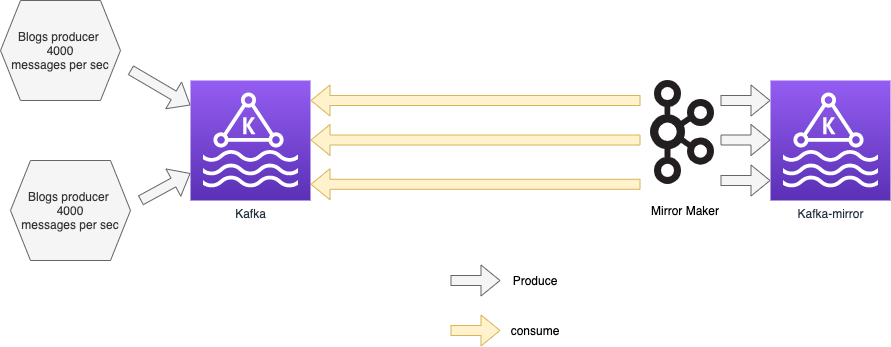 Blogs producer
4000
messages per sec
K
K
Blogs producer
4000
messages per sec
Kafka
Mirror Maker
Kafka-mirror
Produce
consume